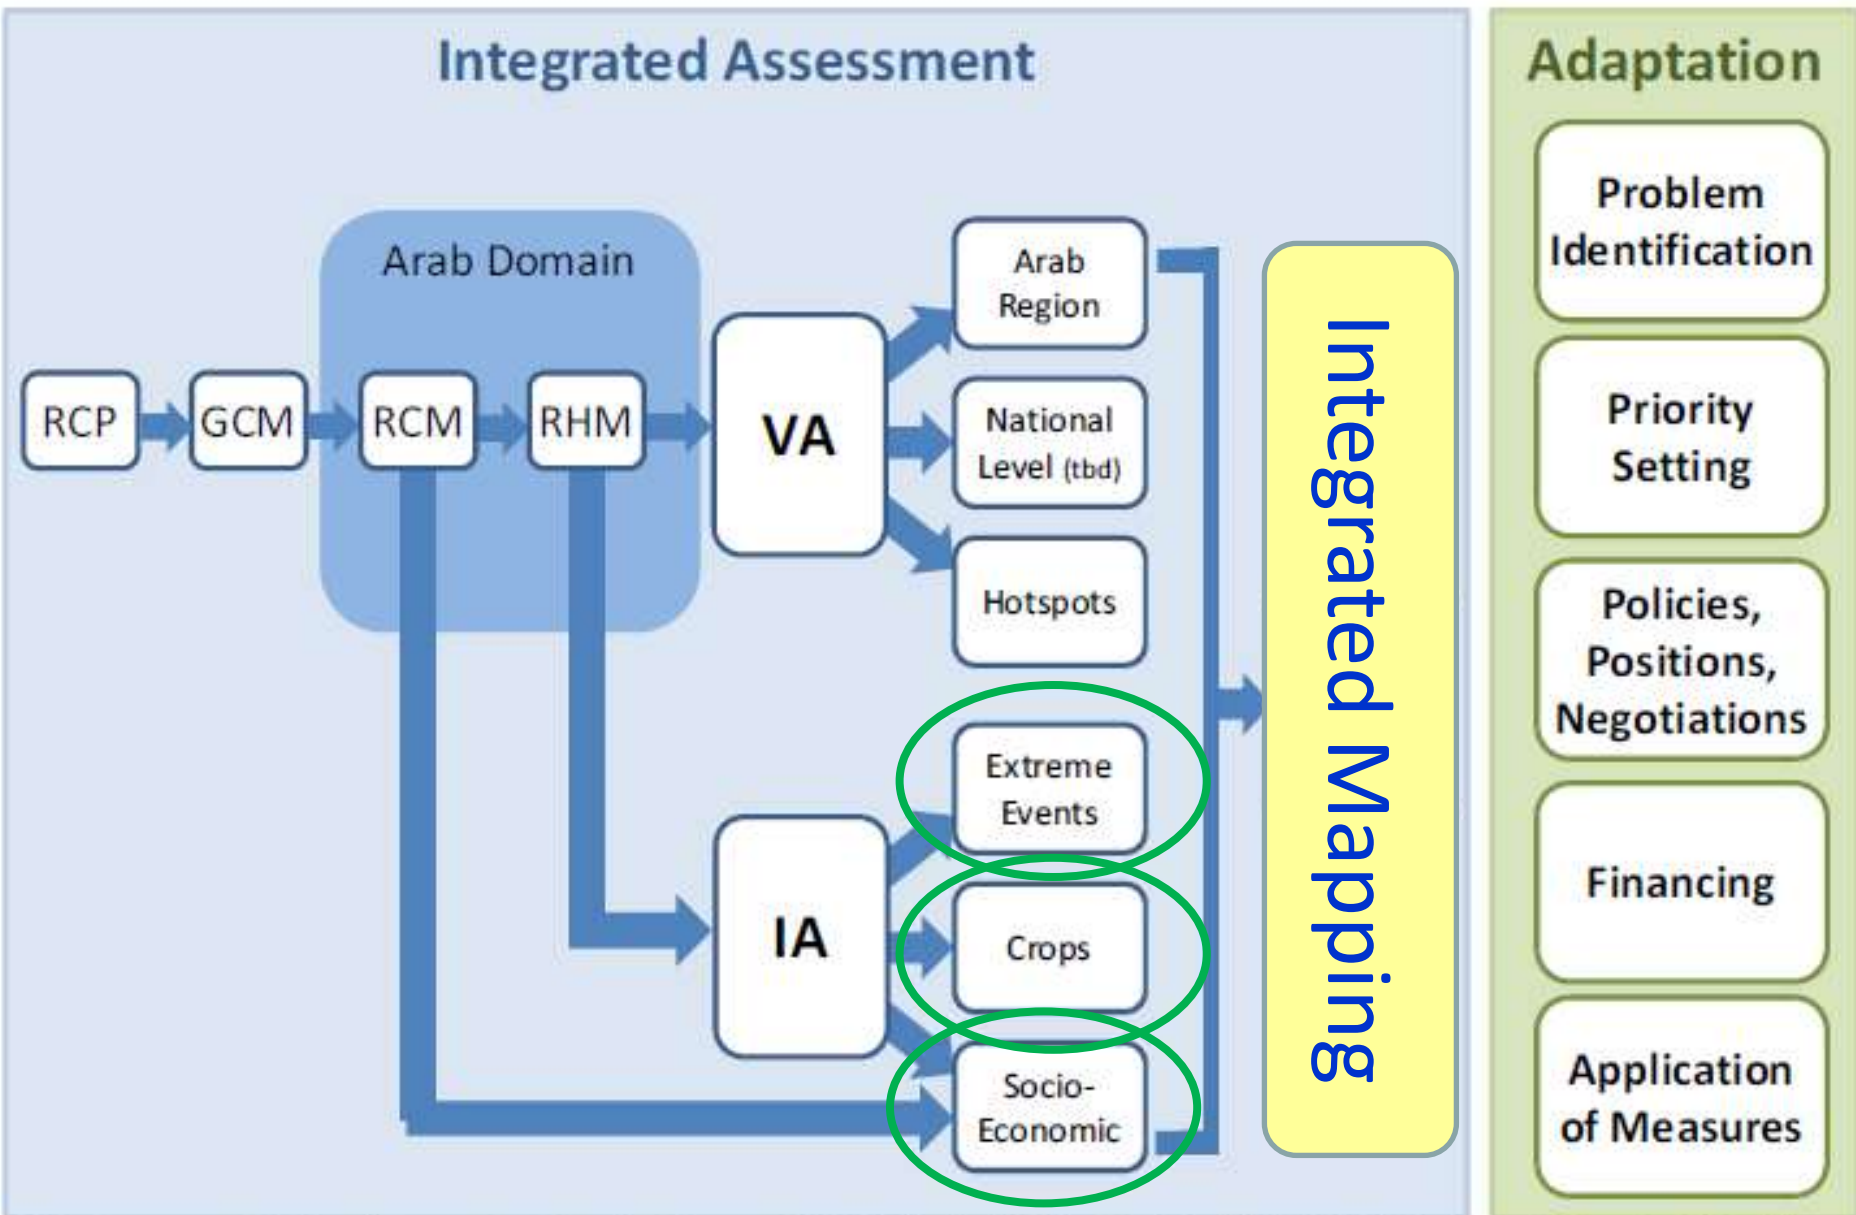 Integrated Assessment
Adaptation
Arab Domain
RCP
GCM
RCM
RHM
VA
Arab
Region
National
Level (tbd)
Hotspots
IA
Extreme
Events
Crops
Socio-
Economic
Integrated Mapping
Problem
Identification
Priority
Setting
Policies,
Positions,
Negotiations
Financing
Application
of Measures